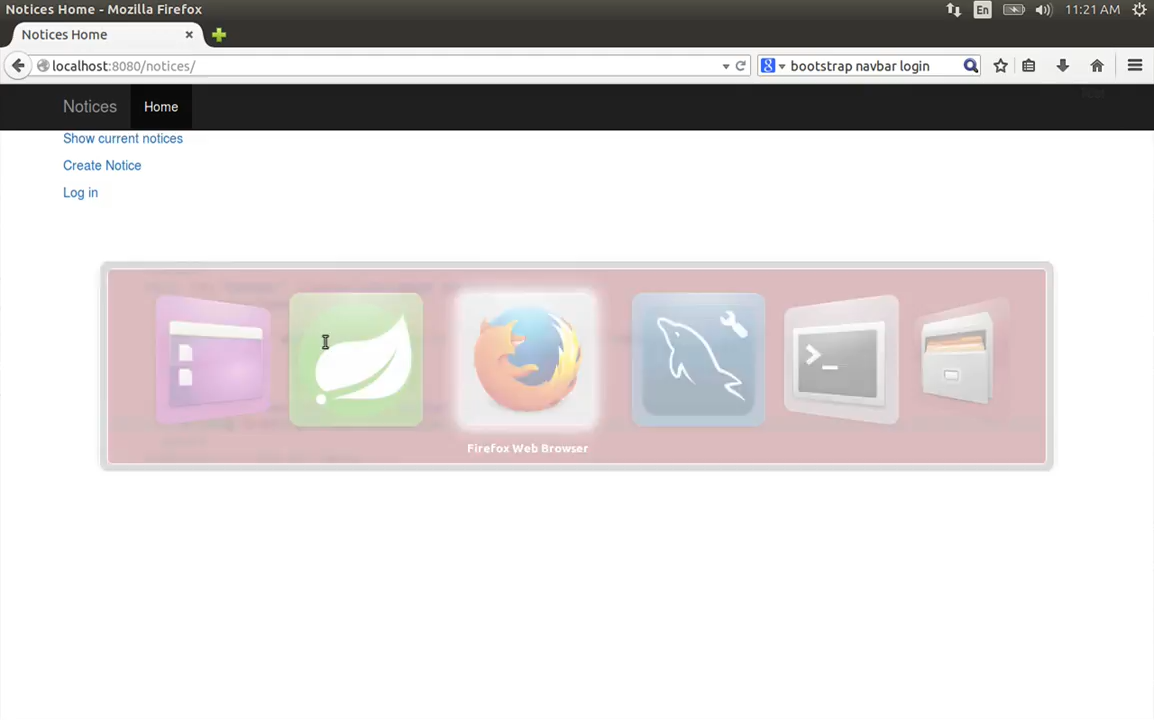 Notices Home - Mozilla Firefox
En
11:21 AM
Notices Home
localhost:8080/notices/
bootstrap navbar login
Notices
Home
Show current notices
Create Notice
Log in
Firefox Web Browser